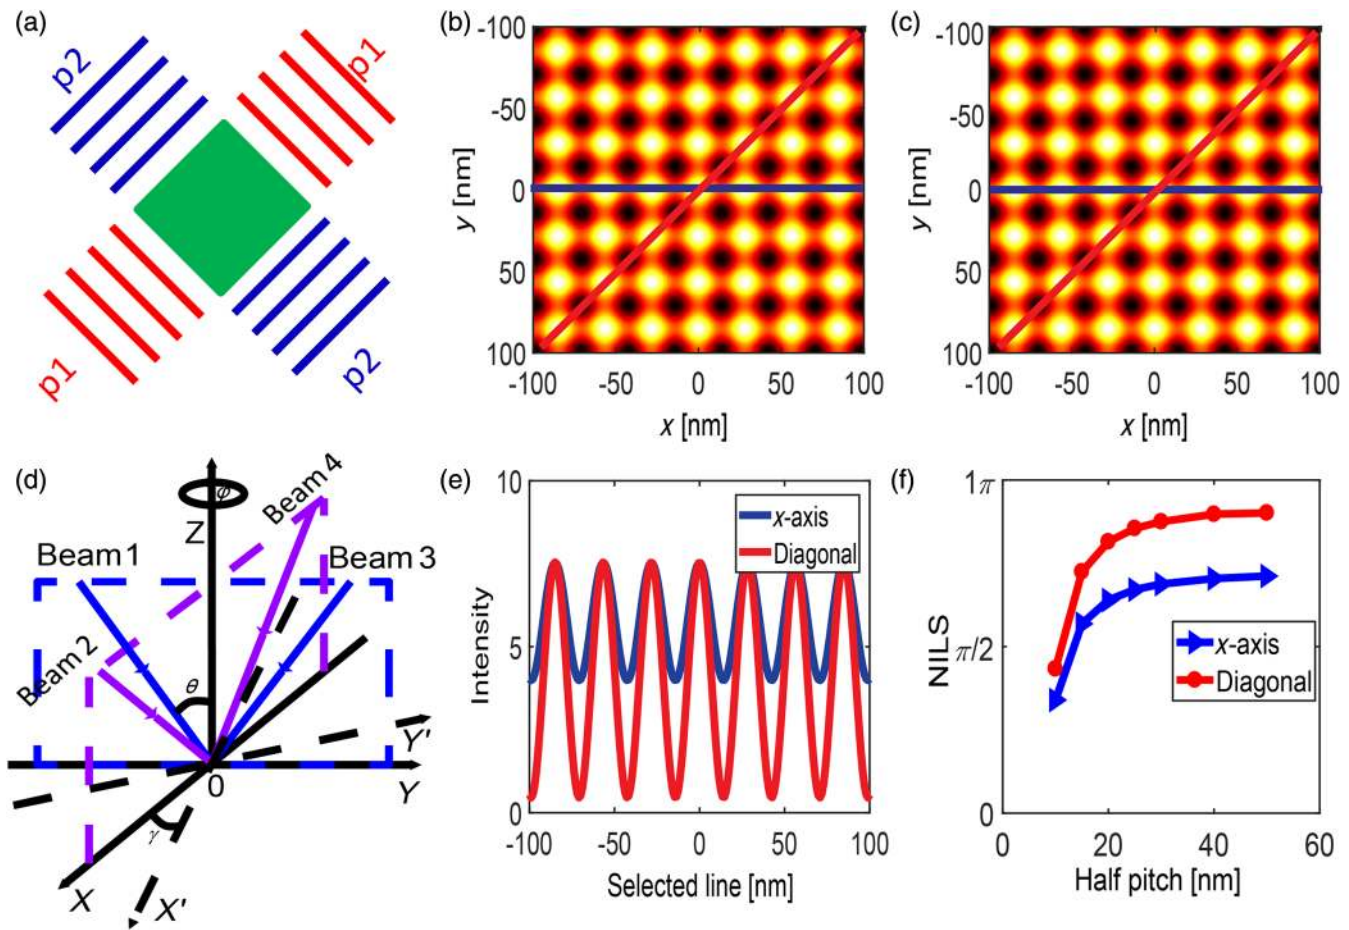 (a)
p2
p1
p1
p2
(b)
-100
-50
0
50
100
y [nm]
-100 -50 0 50 100
x [nm]
(c)
-100
-50
0
50
100
y [nm]
-100 -50 0 50 100
x [nm]
(d)
Beam 4
φ
Z
Beam 1
Beam 3
Beam 2
θ
Y'
0
Y
γ
X
X'
(e)
10
5
0
Intensity
x-axis
Diagonal
-100 -50 0 50 100
Selected line [nm]
(f)
1π
π/2
0
NILS
x-axis
Diagonal
0 20 40 60
Half pitch [nm]